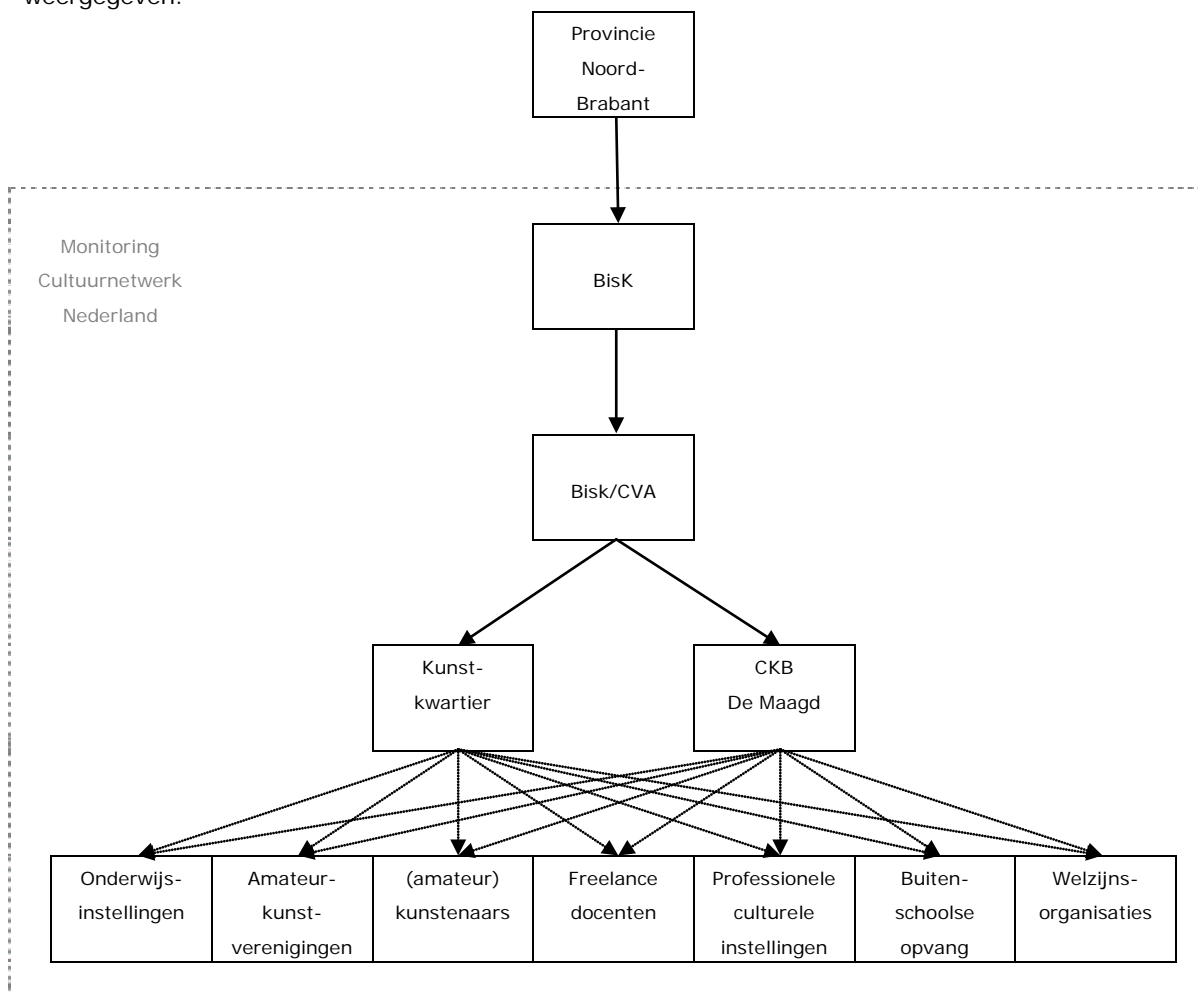 weergegeven:
Provincie
Noord-
Brabant
Monitoring
Cultuurnetwerk
Nederland
BisK
Bisk/CVA
Kunst-
kwartier
CKB
De Maagd
Onderwijs-
instellingen
Amateur-
kunst-
verenigingen
(amateur)
kunstenaars
Freelance
docenten
Professionele
culturele
instellingen
Buiten-
schoolse
opvang
Welzijns-
organisaties